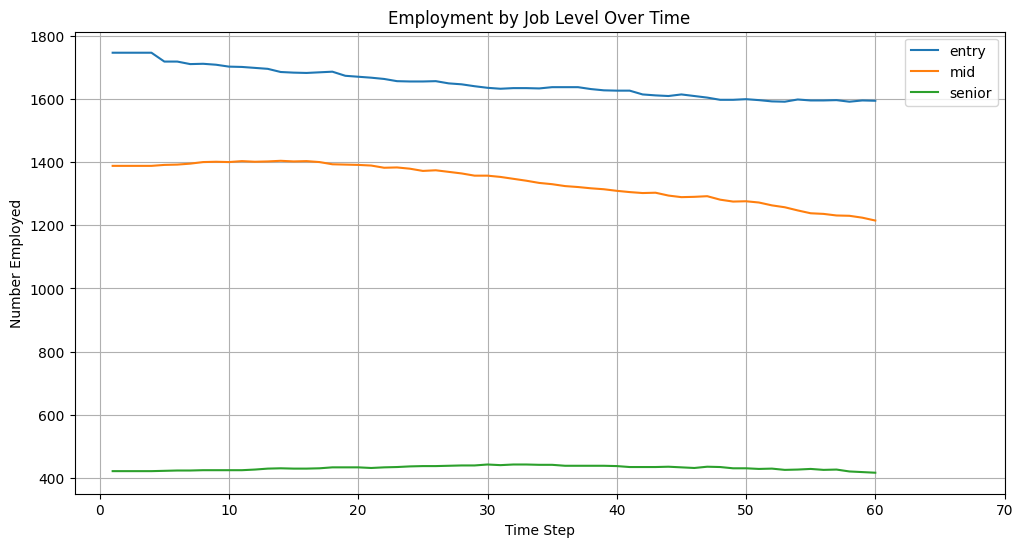 Employment by Job Level Over Time
1800
1600
1400
1200
1000
800
600
400
Number Employed
entry
mid
senior
0 10 20 30 40 50 60 70
Time Step